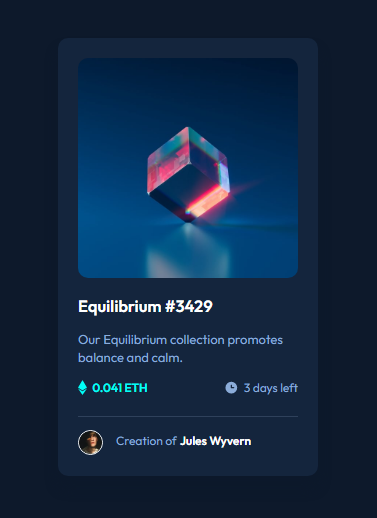 Equilibrium #3429
Our Equilibrium collection promotes
balance and calm.
0.041 ETH
3 days left
Creation of Jules Wyvern